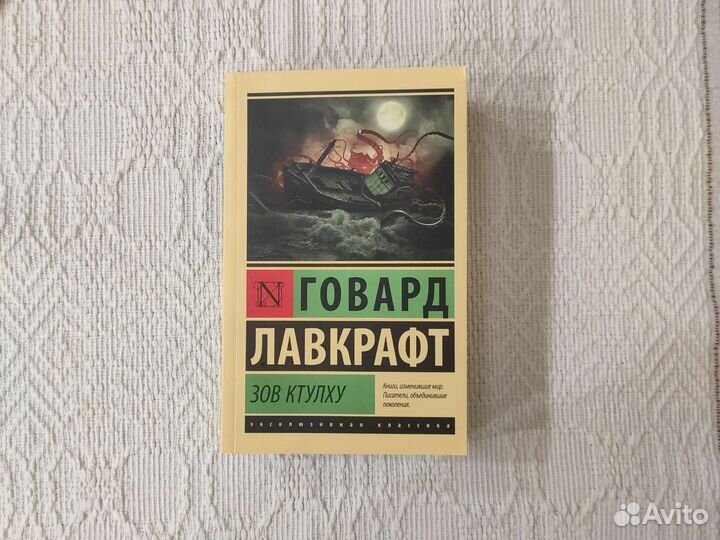 N
ГОВАРД
ЛАВКРАФТ
ЗОВ КТУЛХУ
Книги, изменившие мир.
Писатели, объединившие
поколения.
эксклюзивная классика
Avito